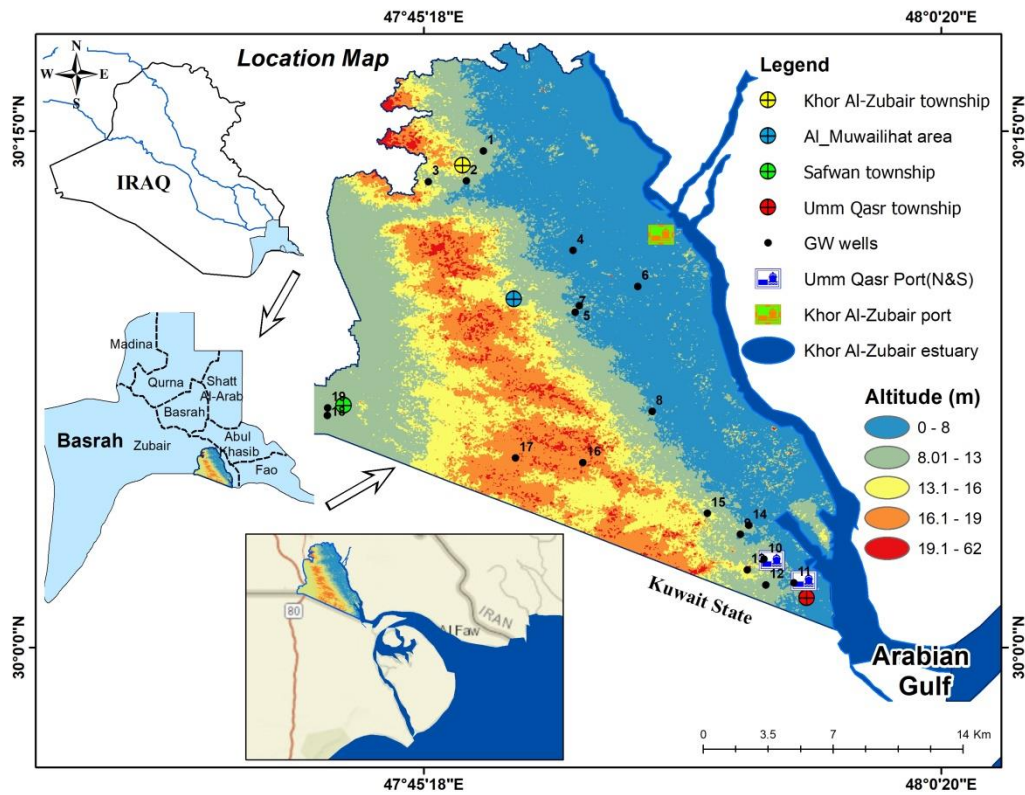 47°45'18"E
48°0'20"E
Location Map
N
W
E
S
IRAQ
30°15'0"N
30°15'0"N
Legend
Khor Al-Zubair township
Al_Muwailihat area
Safwan township
Umm Qasr township
GW wells
Umm Qasr Port(N&S)
Khor Al-Zubair port
Khor Al-Zubair estuary
Altitude (m)
0 - 8
8.01 - 13
13.1 - 16
16.1 - 19
19.1 - 62
1
2
3
4
6
7
5
8
19
18
17
16
15
14
9
10
13
12
11
Madina
Qurna
Shatt
Al-Arab
Basrah
Basrah
Zubair
Abul
Khasib
Fao
Kuwait State
80
IRAN
Al Faw
Arabian
Gulf
30°0'0"N
30°0'0"N
0
3.5
7
14 Km
47°45'18"E
48°0'20"E